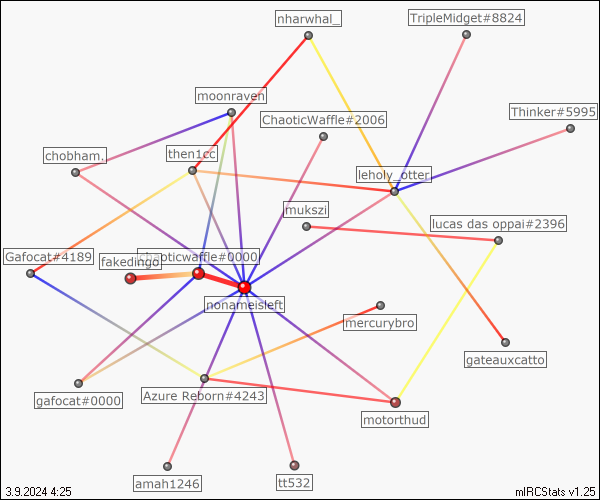 nharwhal_
TripleMidget#8824
moonraven
ChaoticWaffle#2006
Thinker#5995
chobham.
then1cc
leholy_otter
mukszi
lucas das oppai#2396
Gafocat#4189
fakedingo
chaoticwaffle#0000
nonameisleft
mercurybro
gateauxcatto
gafocat#0000
Azure Reborn#4243
motorthud
amah1246
tt532
3.9.2024 4:25
mIRCStats v1.25